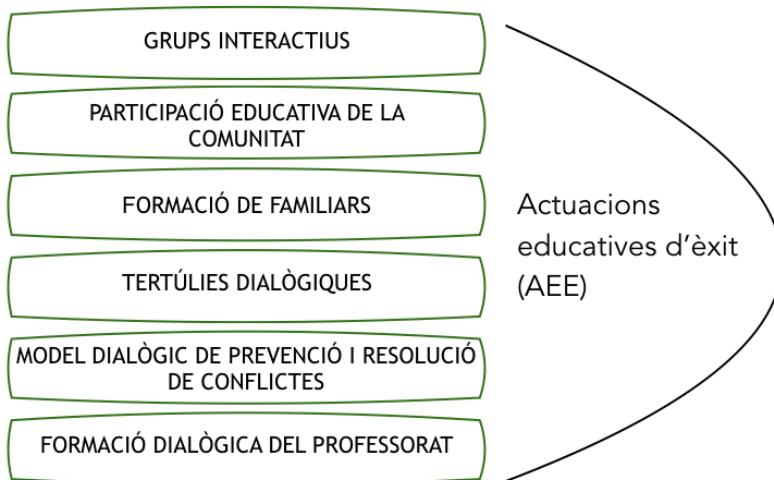 GRUPS INTERACTIUS
PARTICIPACIÓ EDUCATIVA DE LA
COMUNITAT
FORMACIÓ DE FAMILIARS
TERTÚLIES DIALÒGIQUES
MODEL DIALÒGIC DE PREVENCIÓ I RESOLUCIÓ
DE CONFLICTES
FORMACIÓ DIALÒGICA DEL PROFESSORAT
Actuacions
educatives d'èxit
(AEE)